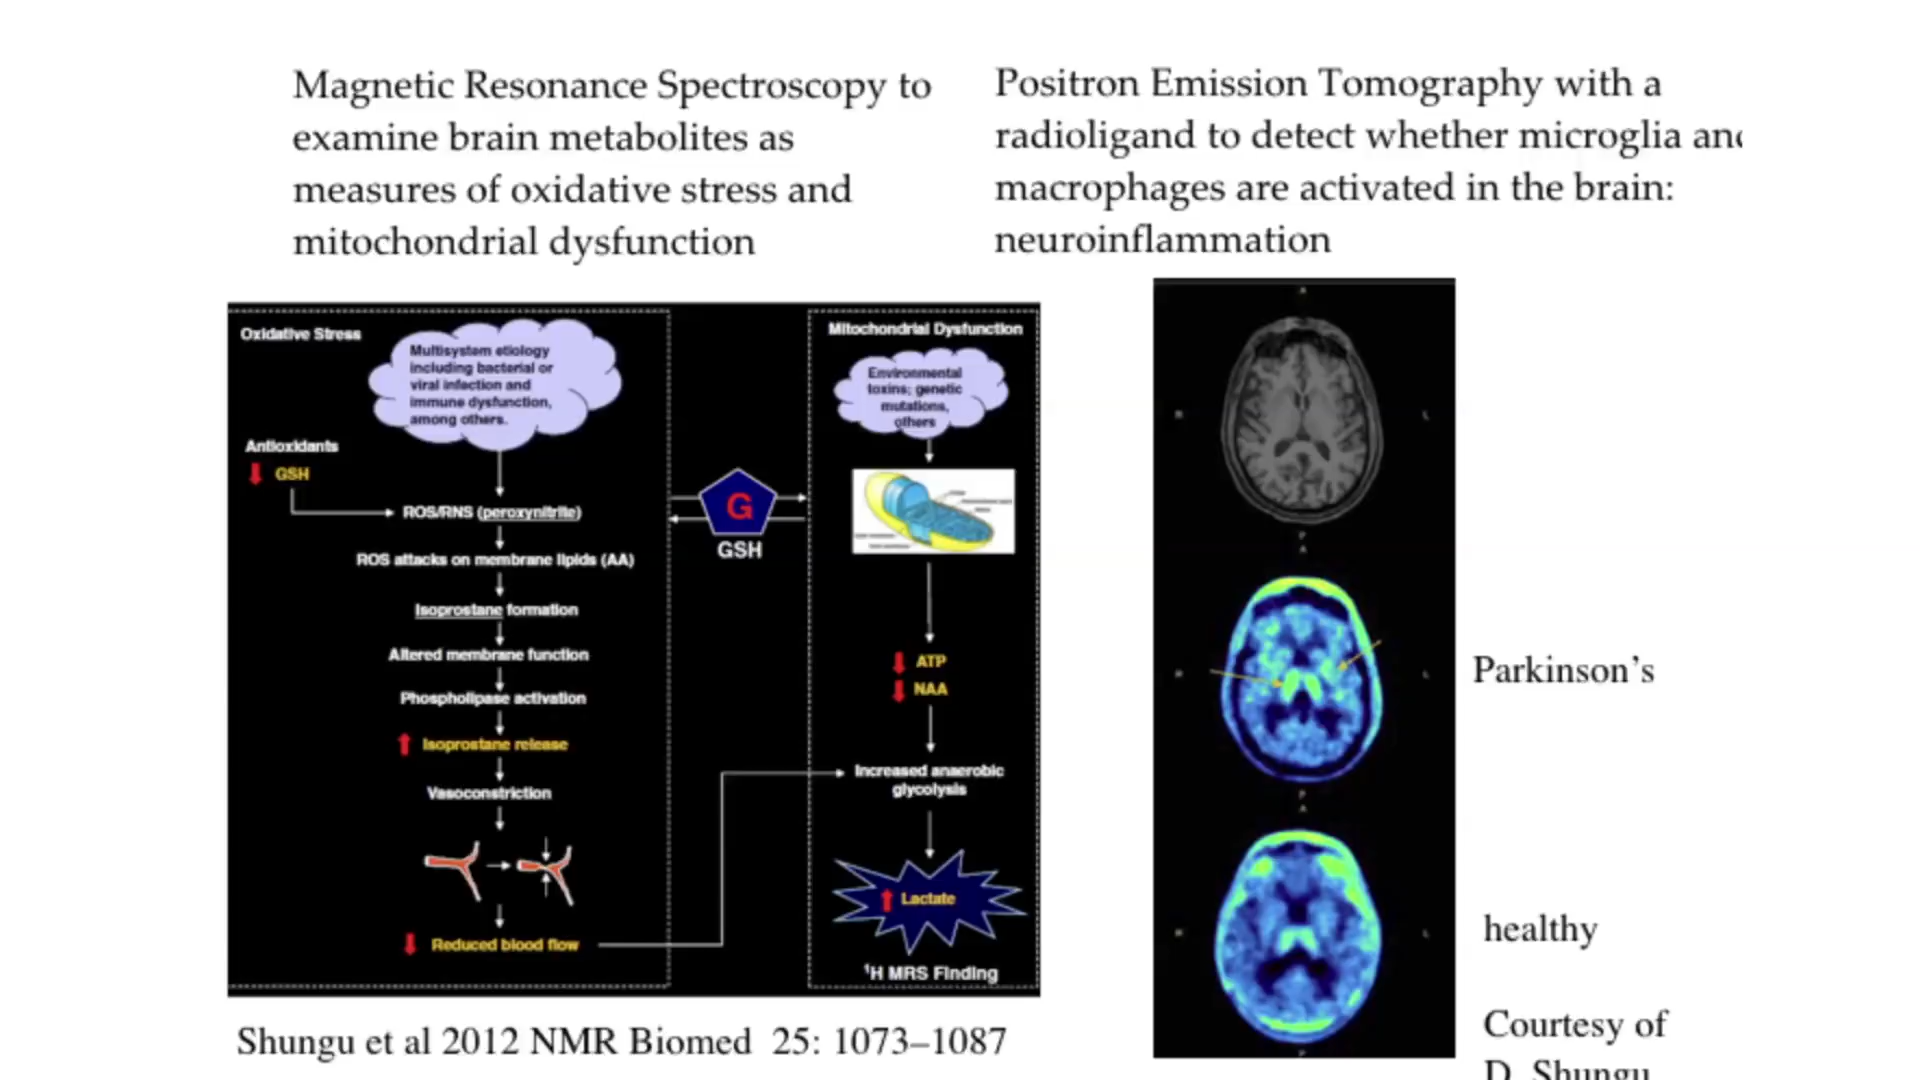 Magnetic Resonance Spectroscopy to
examine brain metabolites as
measures of oxidative stress and
mitochondrial dysfunction
Positron Emission Tomography with a
radioligand to detect whether microglia and
macrophages are activated in the brain:
neuroinflammation
Oxidative Stress
Multisystem etiology
including bacterial or
viral infection and
immune dysfunction,
among others.
Antioxidants
GSH
ROS/RNS (peroxynitrite)
ROS attacks on membrane lipids (AA)
Isoprostane formation
Altered membrane function
Phospholipase activation
Isoprostane release
Vasoconstriction
Reduced blood flow
G
GSH
Mitochondrial Dysfunction
Environmental
toxins; genetic
mutations,
others
ATP
NAA
Increased anaerobic
glycolysis
Lactate
¹H MRS Finding
Shungu et al 2012 NMR Biomed 25: 1073–1087
A
L
P
A
L
Parkinson's
P
A
L
healthy
P
Courtesy of
D. Shungu